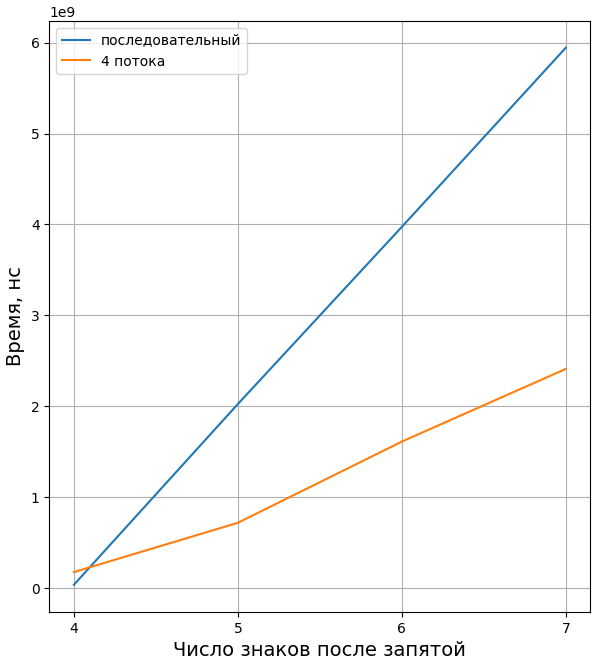 1e9
последовательный
4 потока
6
5
4
3
2
1
0
Время, нс
4 5 6 7
Число знаков после запятой